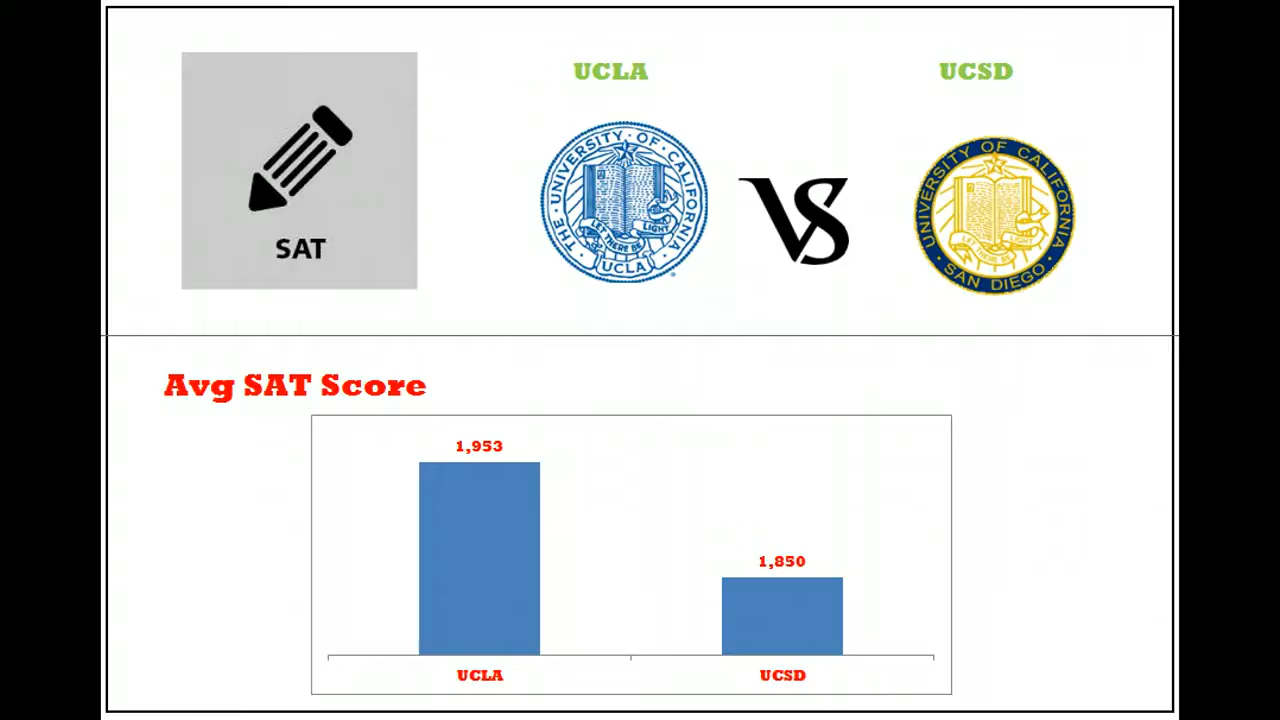 UCLA
UCSD
SAT
THE · UNIVERSITY · OF · CALIFORNIA ·
LET THERE BE LIGHT
UCLA
VS
UNIVERSITY OF CALIFORNIA
LET THERE BE LIGHT
· SAN DIEGO ·
Avg SAT Score
1,953
1,850
UCLA
UCSD